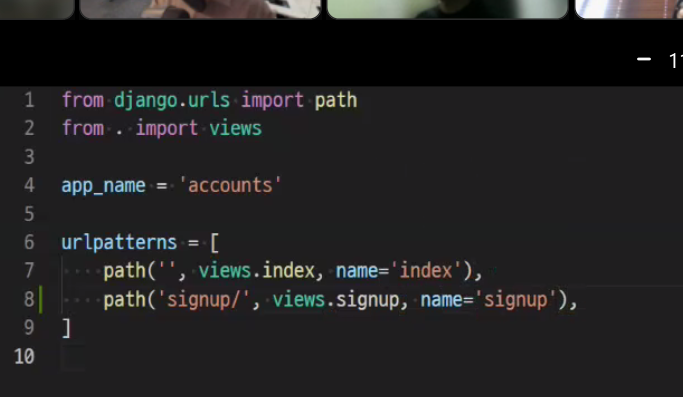 1 from django.urls import path
2 from . import views
3
4 app_name = 'accounts'
5
6 urlpatterns = [
7     path('', views.index, name='index'),
8     path('signup/', views.signup, name='signup'),
9 ]
10